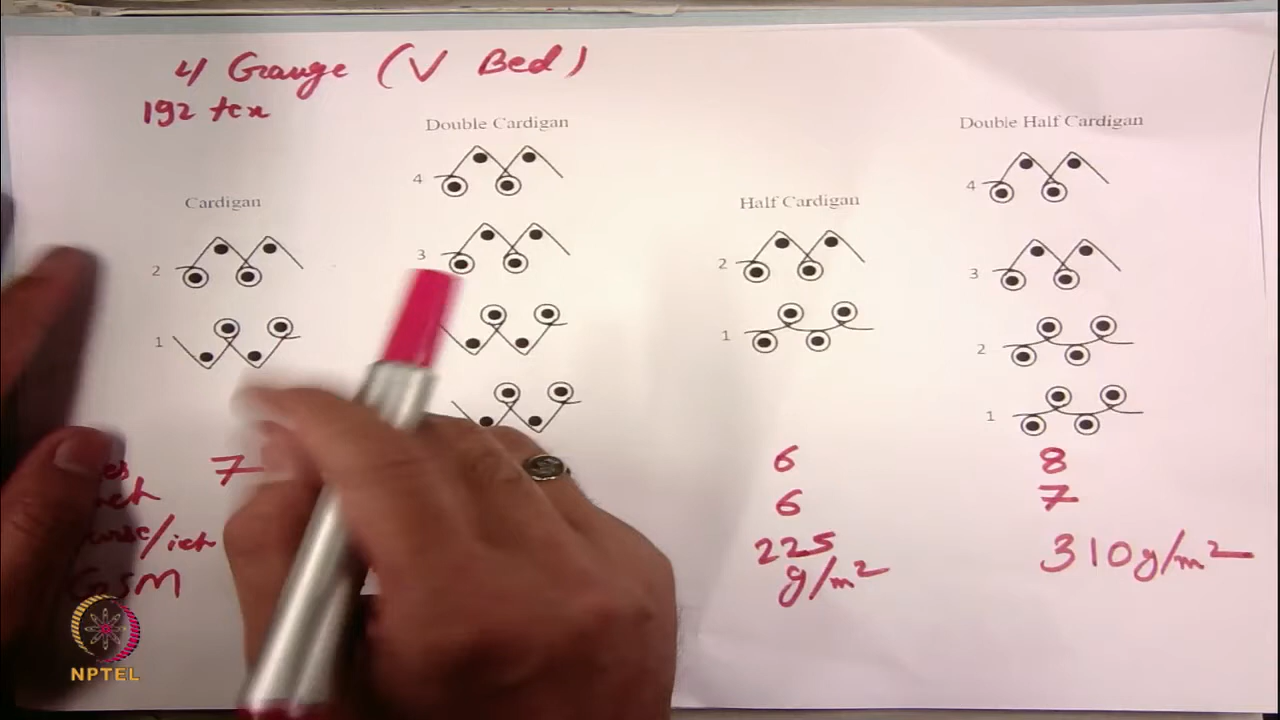 4 Gauge (V Bed)
192 tex
Double Cardigan
4
3
Cardigan
2
1
7
GSM
Half Cardigan
2
1
6
6
225
g/m²
Double Half Cardigan
4
3
2
1
8
7
310g/m²
NPTEL